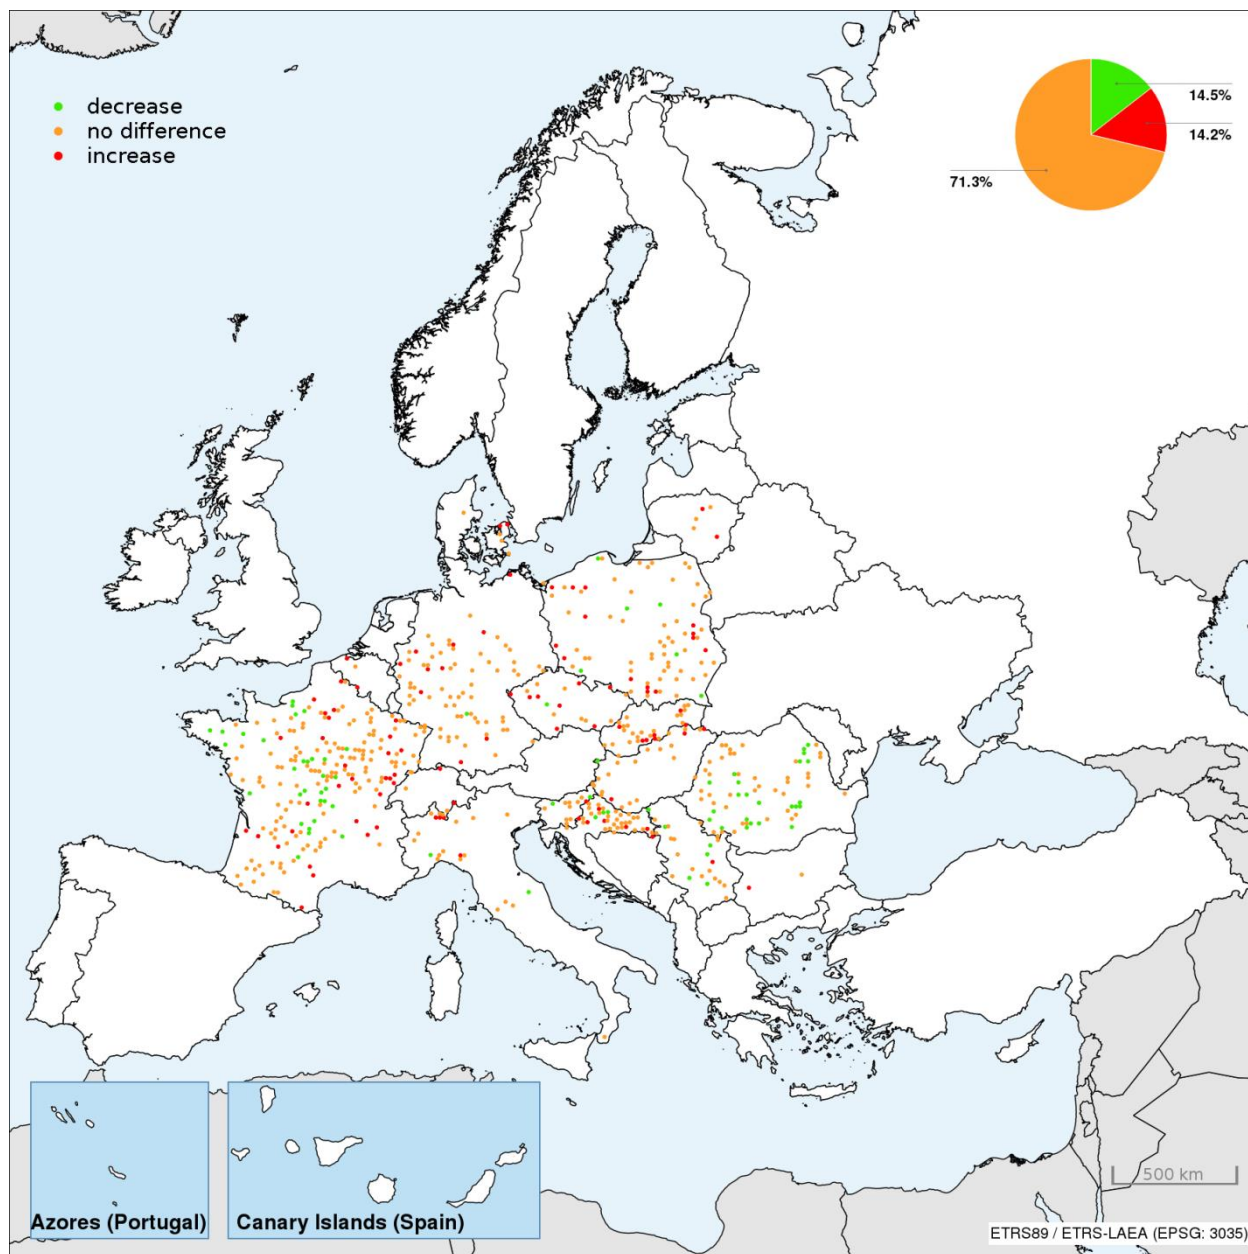 decrease
no difference
increase
14.5%
14.2%
71.3%
500 km
Azores (Portugal)
Canary Islands (Spain)
ETRS89 / ETRS-LAEA (EPSG: 3035)